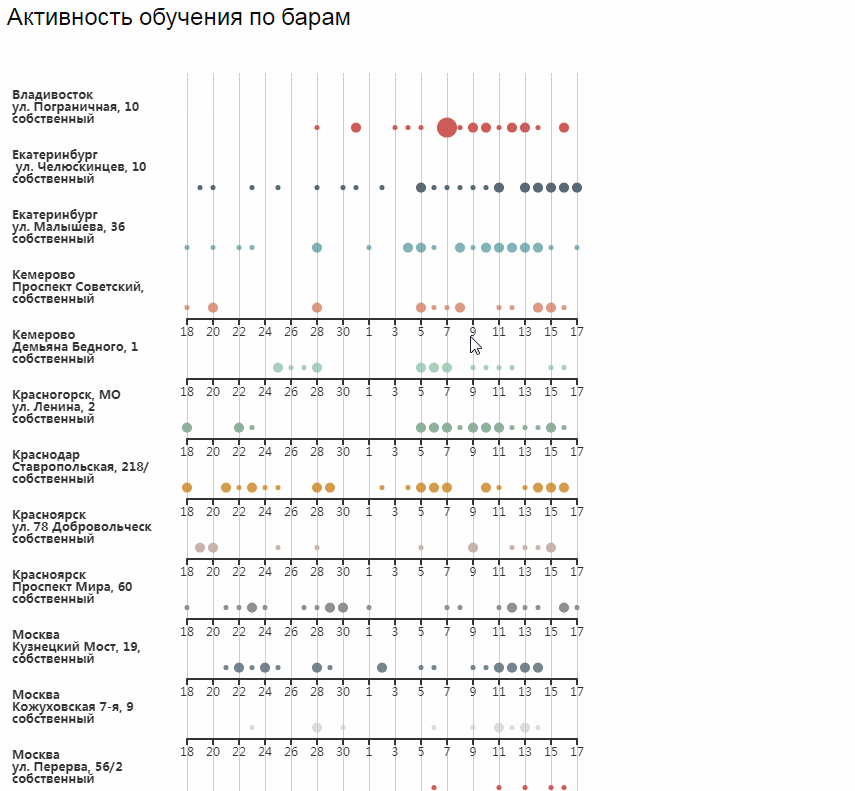 Активность обучения по барам
Владивосток
ул. Пограничная, 10
собственный
Екатеринбург
ул. Челюскинцев, 10
собственный
Екатеринбург
ул. Малышева, 36
собственный
Кемерово
Проспект Советский,
собственный
18 20 22 24 26 28 30 1 3 5 7 9 11 13 15 17
Кемерово
Демьяна Бедного, 1
собственный
18 20 22 24 26 28 30 1 3 5 7 9 11 13 15 17
Красногорск, МО
ул. Ленина, 2
собственный
18 20 22 24 26 28 30 1 3 5 7 9 11 13 15 17
Краснодар
Ставропольская, 218/
собственный
18 20 22 24 26 28 30 1 3 5 7 9 11 13 15 17
Красноярск
ул. 78 Добровольческ
собственный
18 20 22 24 26 28 30 1 3 5 7 9 11 13 15 17
Красноярск
Проспект Мира, 60
собственный
18 20 22 24 26 28 30 1 3 5 7 9 11 13 15 17
Москва
Кузнецкий Мост, 19,
собственный
18 20 22 24 26 28 30 1 3 5 7 9 11 13 15 17
Москва
Кожуховская 7-я, 9
собственный
18 20 22 24 26 28 30 1 3 5 7 9 11 13 15 17
Москва
ул. Перерва, 56/2
собственный